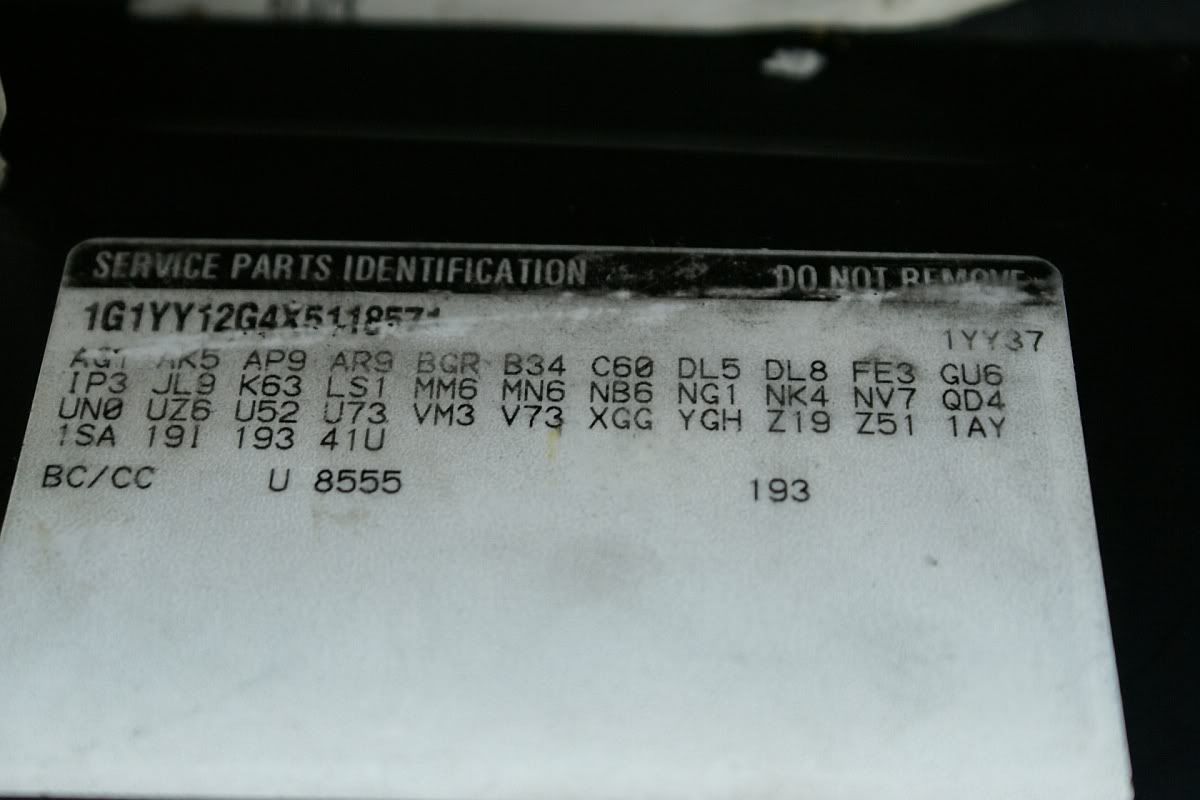 SERVICE PARTS IDENTIFICATION DO NOT REMOVE
1G1YY12G4X5118571
1YY37
AG1 AK5 AP9 AR9 BGR B34 C60 DL5 DL8 FE3 GU6
IP3 JL9 K63 LS1 MM6 MN6 NB6 NG1 NK4 NV7 QD4
UN0 UZ6 U52 U73 VM3 V73 XGG YGH Z19 Z51 1AY
1SA 19I 193 41U
BC/CC U 8555 193